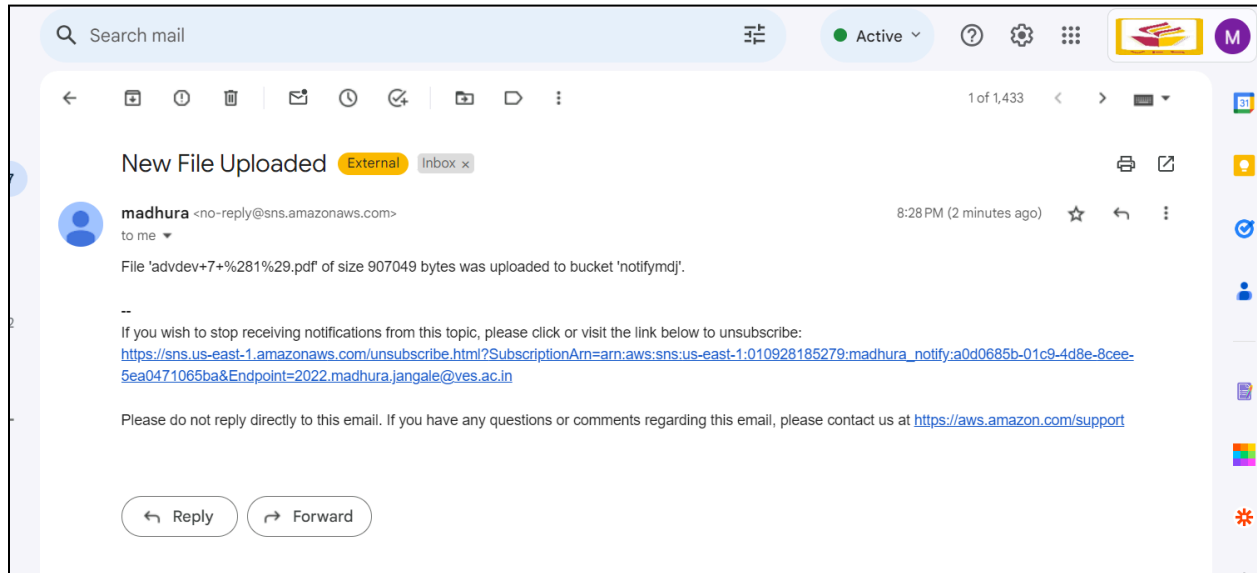 Search mail
Active
M
1 of 1,433
31
New File Uploaded External Inbox x
madhura <no-reply@sns.amazonaws.com> 8:28 PM (2 minutes ago)
to me
File 'advdev+7+%281%29.pdf' of size 907049 bytes was uploaded to bucket 'notifymdj'.
--
If you wish to stop receiving notifications from this topic, please click or visit the link below to unsubscribe:
https://sns.us-east-1.amazonaws.com/unsubscribe.html?SubscriptionArn=arn:aws:sns:us-east-1:010928185279:madhura_notify:a0d0685b-01c9-4d8e-8cee-
5ea0471065ba&Endpoint=2022.madhura.jangale@ves.ac.in
Please do not reply directly to this email. If you have any questions or comments regarding this email, please contact us at https://aws.amazon.com/support
Reply Forward